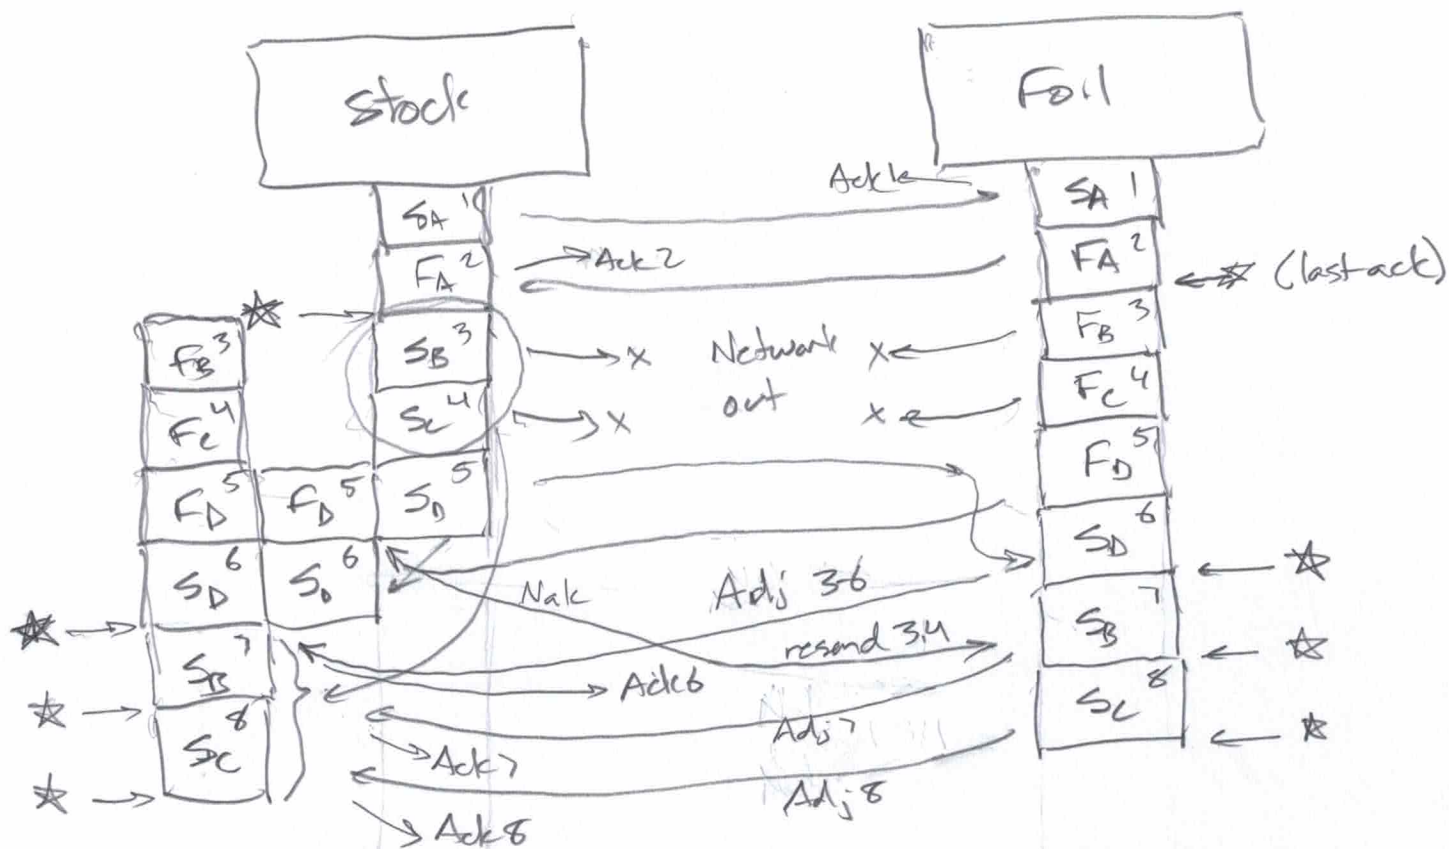 Stock
Foil
Ack 1
SA 1
SA 1
FA 2
Ack 2
FA 2
(last ack)
FB 3
SB 3
X
Network
X
FB 3
FC 4
SC 4
X
out
X
FC 4
FD 5
FD 5
SD 5
FD 5
SD 6
SD 6
Nak
Adj 3-6
SD 6
SB 7
resend 3,4
SB 7
Ack 6
SC 8
Adj 7
SC 8
Ack 7
Adj 8
Ack 8